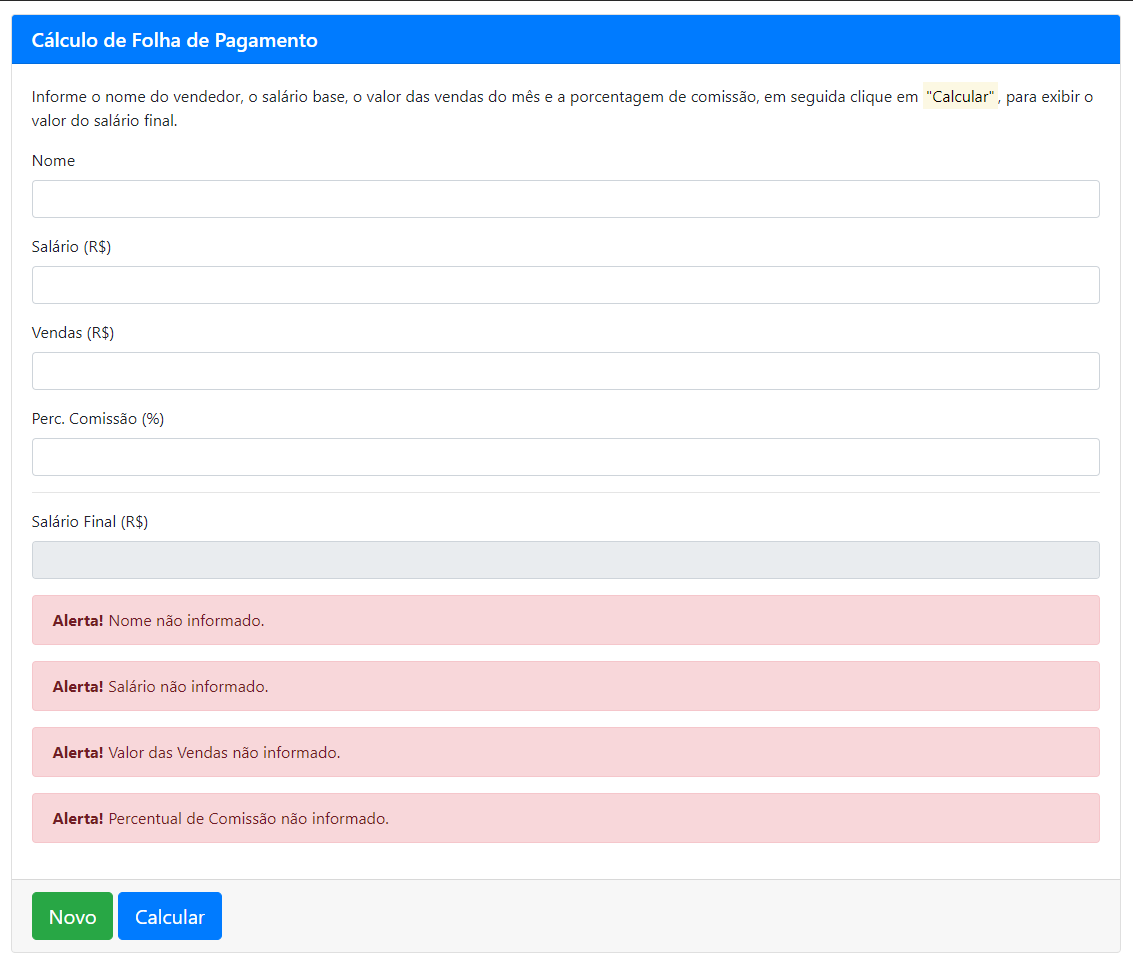 Cálculo de Folha de Pagamento
Informe o nome do vendedor, o salário base, o valor das vendas do mês e a porcentagem de comissão, em seguida clique em "Calcular", para exibir o
valor do salário final.
Nome
Salário (R$)
Vendas (R$)
Perc. Comissão (%)
Salário Final (R$)
Alerta! Nome não informado.
Alerta! Salário não informado.
Alerta! Valor das Vendas não informado.
Alerta! Percentual de Comissão não informado.
Novo Calcular